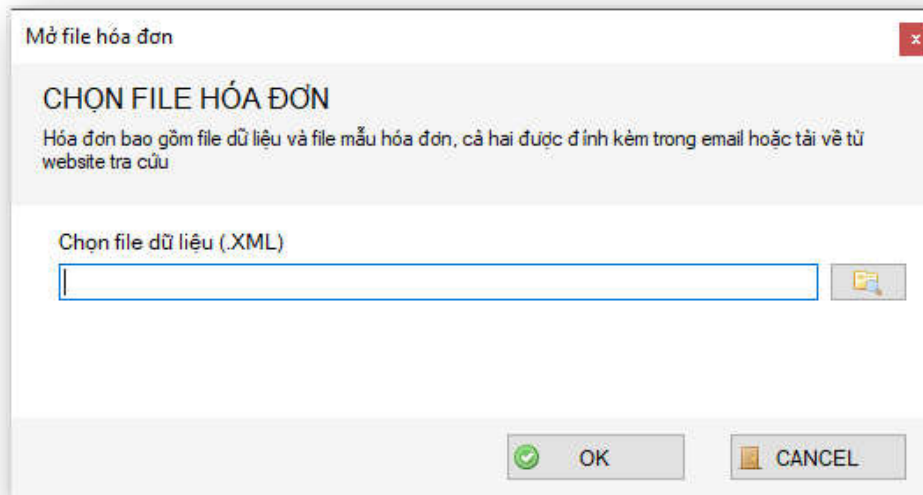 Mở file hóa đơn
x
CHỌN FILE HÓA ĐƠN
Hóa đơn bao gồm file dữ liệu và file mẫu hóa đơn, cả hai được đính kèm trong email hoặc tải về từ
website tra cứu
Chọn file dữ liệu (.XML)
OK
CANCEL